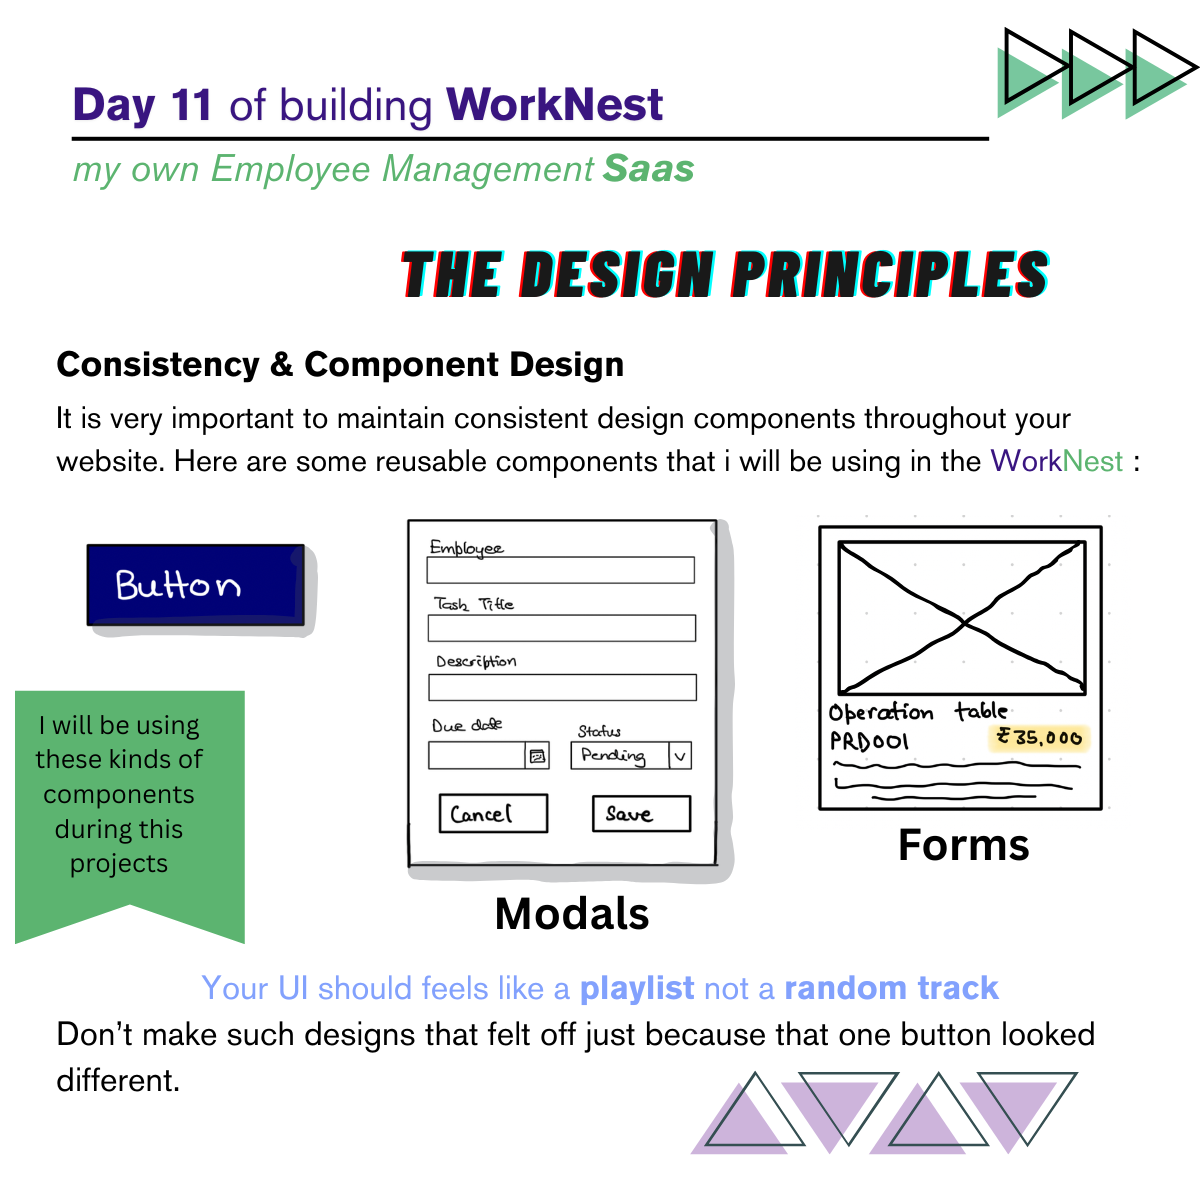 Day 11 of building WorkNest
my own Employee Management Saas
THE DESIGN PRINCIPLES
Consistency & Component Design
It is very important to maintain consistent design components throughout your
website. Here are some reusable components that i will be using in the WorkNest :
Button
I will be using
these kinds of
components
during this
projects
Employee
Task Title
Description
Due date
Status
Pending
Cancel
Save
Modals
Operation table
PRD001
₹35,000
Forms
Your UI should feels like a playlist not a random track
Don't make such designs that felt off just because that one button looked
different.